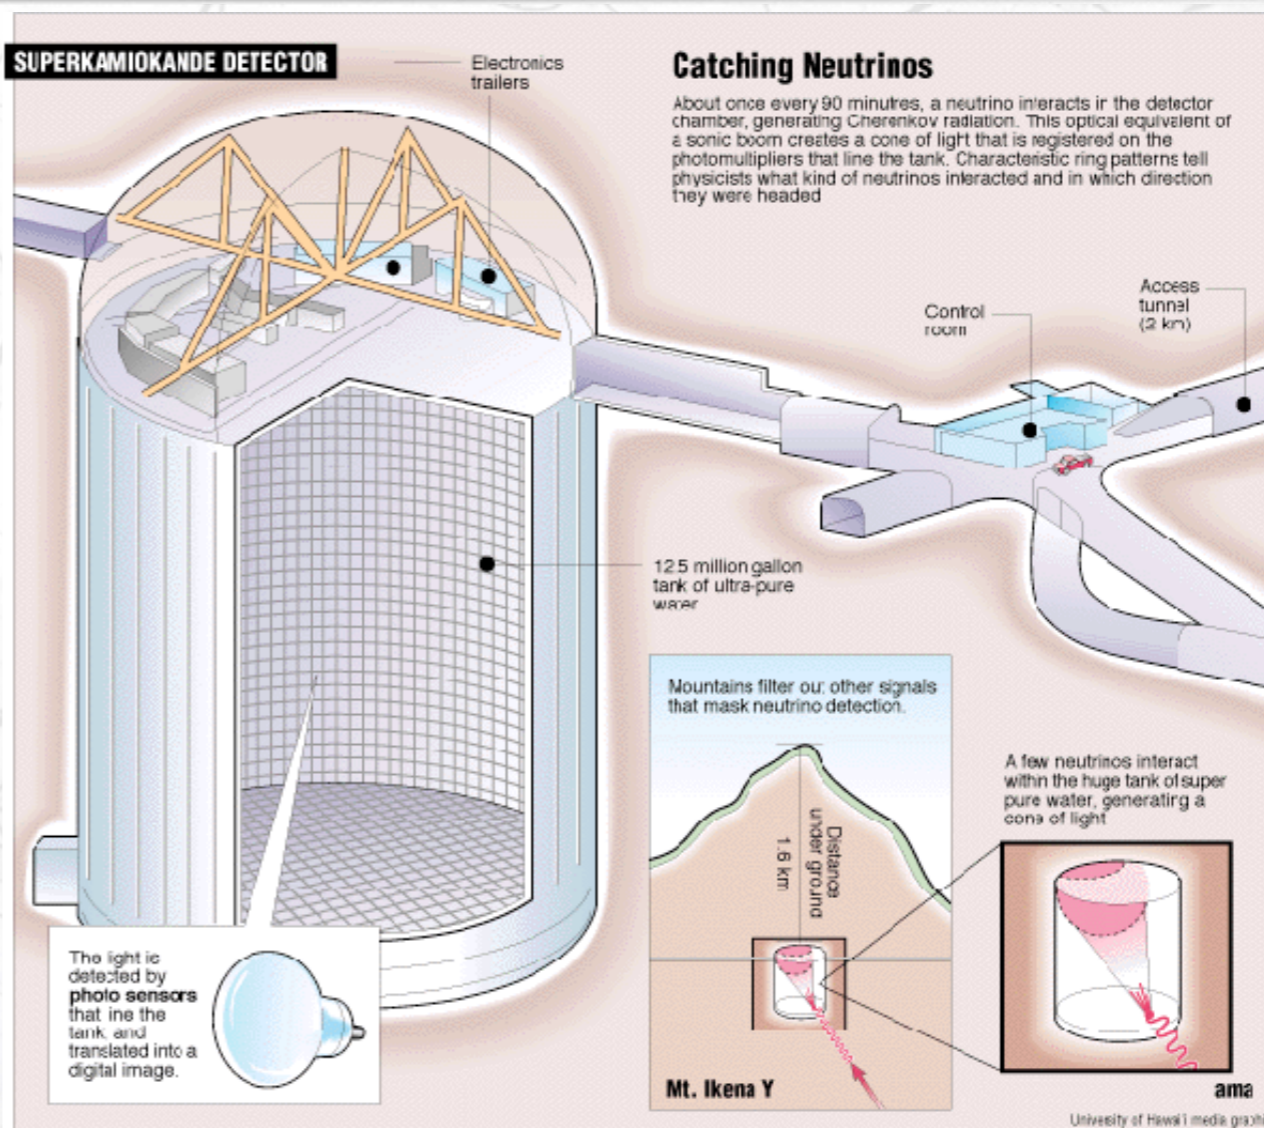 SUPERKAMIOKANDE DETECTOR
Electronics
trailers
Catching Neutrinos
About once every 90 minutres, a neutrino interacts in the detector
chamber, generating Cherenkov radiation. This optical equivalent of
a sonic boom creates a cone of light that is registered on the
photomultipliers that line the tank. Characteristic ring patterns tell
physicists what kind of neutrinos interacted and in which direction
they were headed
Control
room
Access
tunnel
(2 km)
12.5 million gallon
tank of ultra-pure
water
Mountains filter out other signals
that mask neutrino detection.
Distance
under ground
1.6 km
Mt. Ikena Y
ama
A few neutrinos interact
within the huge tank of super
pure water, generating a
cone of light
The light is
detected by
photo sensors
that line the
tank and
translated into a
digital image.
University of Hawai'i media graphi